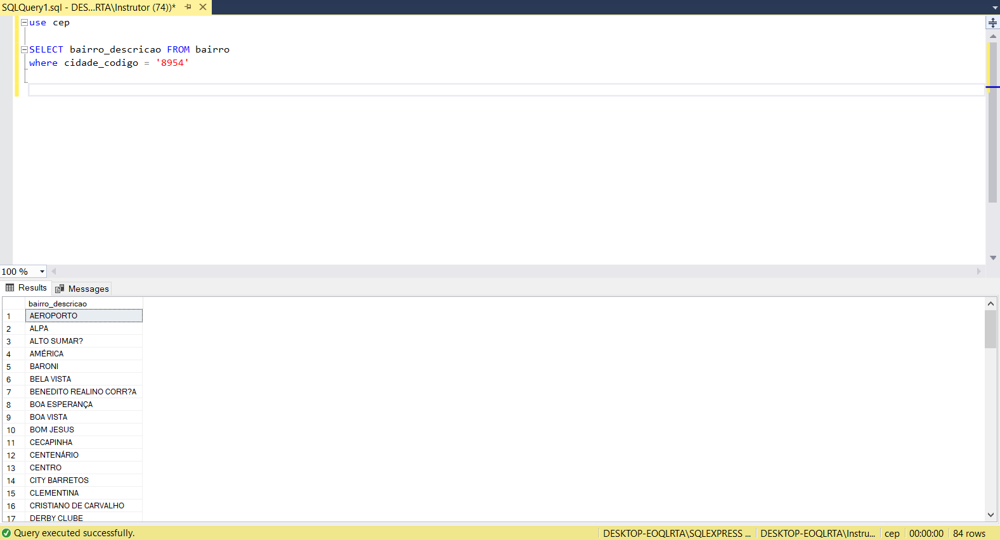 SQLQuery1.sql - DES...RTA\Instrutor (74))*
use cep
SELECT bairro_descricao FROM bairro
where cidade_codigo = '8954'
100 %
Results
Messages
bairro_descricao
1 AEROPORTO
2 ALPA
3 ALTO SUMAR?
4 AMÉRICA
5 BARONI
6 BELA VISTA
7 BENEDITO REALINO CORR?A
8 BOA ESPERANÇA
9 BOA VISTA
10 BOM JESUS
11 CECAPINHA
12 CENTENÁRIO
13 CENTRO
14 CITY BARRETOS
15 CLEMENTINA
16 CRISTIANO DE CARVALHO
17 DERBY CLUBE
Query executed successfully.
DESKTOP-EOQLRTA\SQLEXPRESS ...
DESKTOP-EOQLRTA\Instru...
cep
00:00:00
84 rows